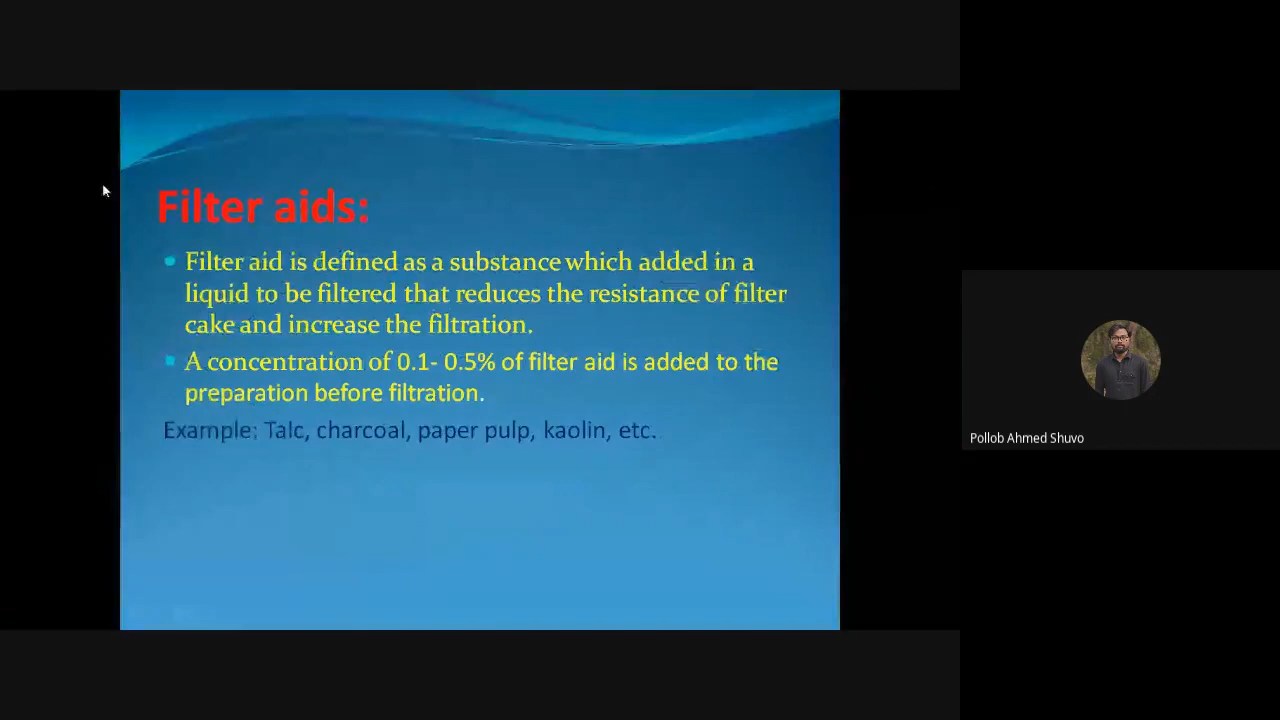 Filter aids:
Filter aid is defined as a substance which added in a
liquid to be filtered that reduces the resistance of filter
cake and increase the filtration.
A concentration of 0.1- 0.5% of filter aid is added to the
preparation before filtration.
Example: Talc, charcoal, paper pulp, kaolin, etc.
Pollob Ahmed Shuvo